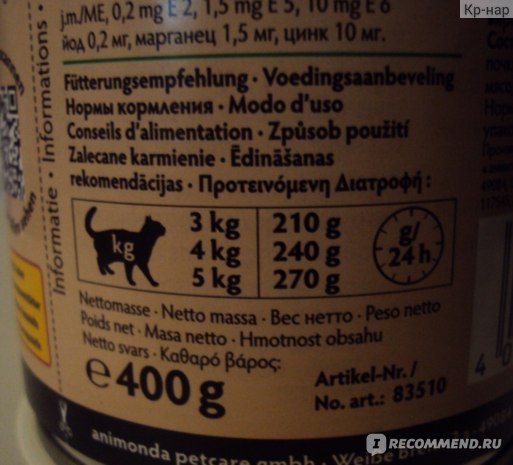 Кр-нар
j.m./ME, 0,2 mg E 2, 1,5 mg E 5, 10 mg E 6
йод 0,2 мг, марганец 1,5 мг, цинк 10 мг.
Informatie · Informations
Fütterungsempfehlung · Voedingsaanbeveling
Нормы кормления · Modo d'uso
Conseils d'alimentation · Způsob použití
Zalecane karmienie · Ēdināšanas
rekomendācijas · Προτεινόμενη Διατροφή :
kg
3 kg 210 g
4 kg 240 g
5 kg 270 g
g/
24 h
Nettomasse · Netto massa · Вес нетто · Peso netto
Poids net · Masa netto · Hmotnost obsahu
Netto svars · Καθαρό βάρος:
e 400 g
Artikel-Nr./
No. art.: 83510
animonda petcare gmbh
IRECOMMEND.RU